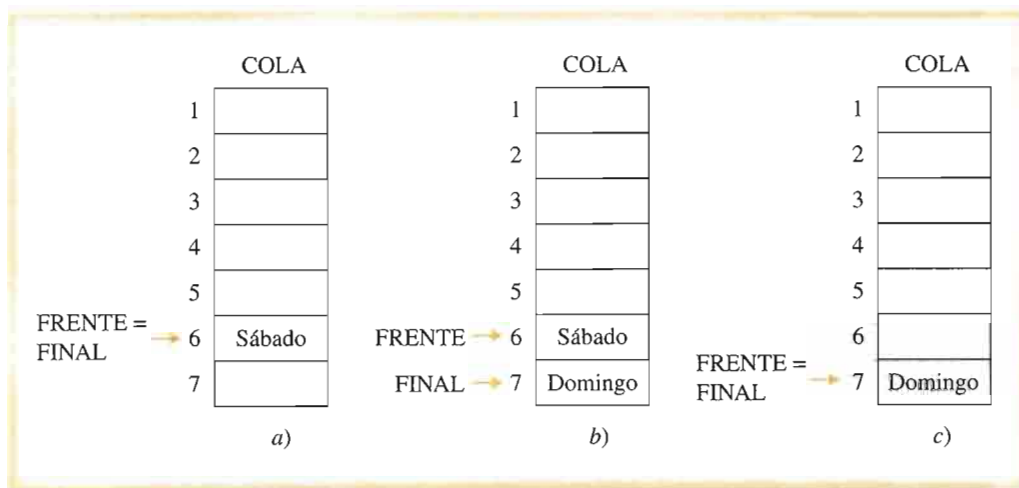 COLA
1
2
3
4
5
FRENTE =
FINAL
6 Sábado
7
a)
COLA
1
2
3
4
5
FRENTE 6 Sábado
FINAL 7 Domingo
b)
COLA
1
2
3
4
5
6
FRENTE =
FINAL
7 Domingo
c)